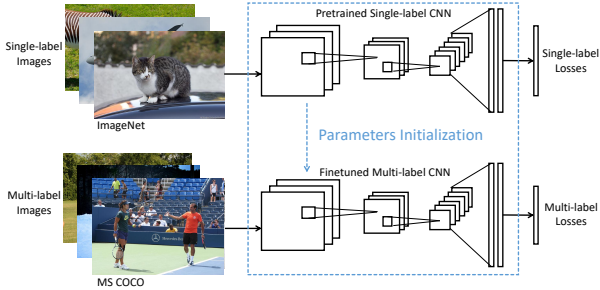 Pretrained Single-label CNN
Single-label
Images
Single-label
Losses
ImageNet
Parameters Initialization
Finetuned Multi-label CNN
Multi-label
Images
Multi-label
Losses
MS COCO